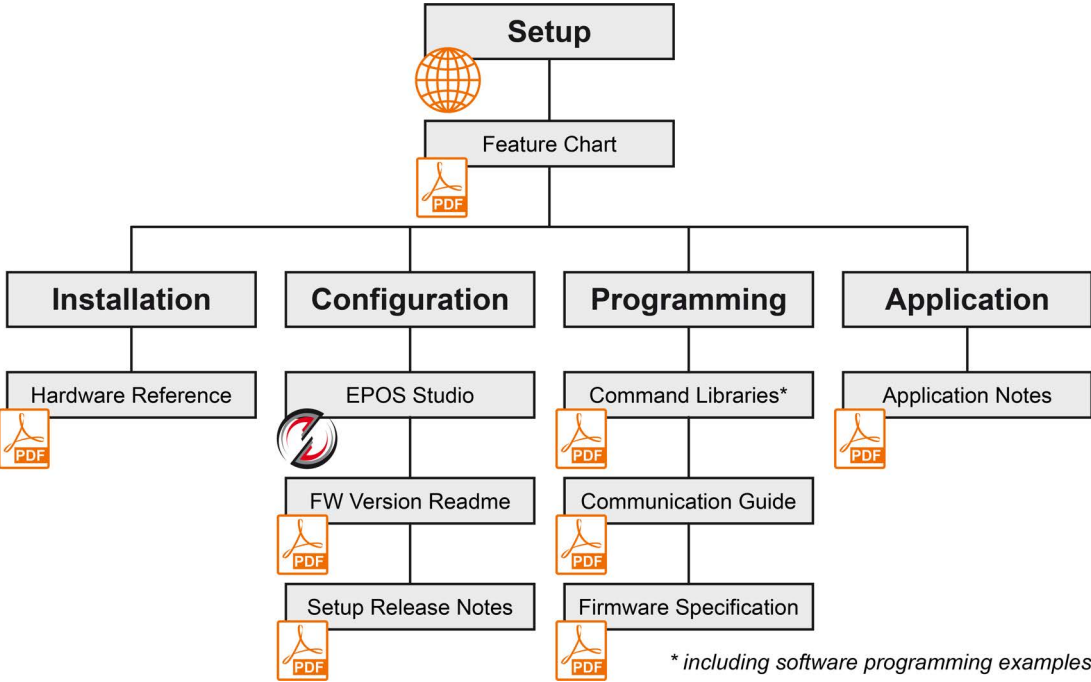 Setup
Feature Chart
PDF
Installation
Configuration
Programming
Application
Hardware Reference
EPOS Studio
Command Libraries*
Application Notes
PDF
PDF
PDF
FW Version Readme
Communication Guide
PDF
PDF
Setup Release Notes
Firmware Specification
PDF
PDF
* including software programming examples